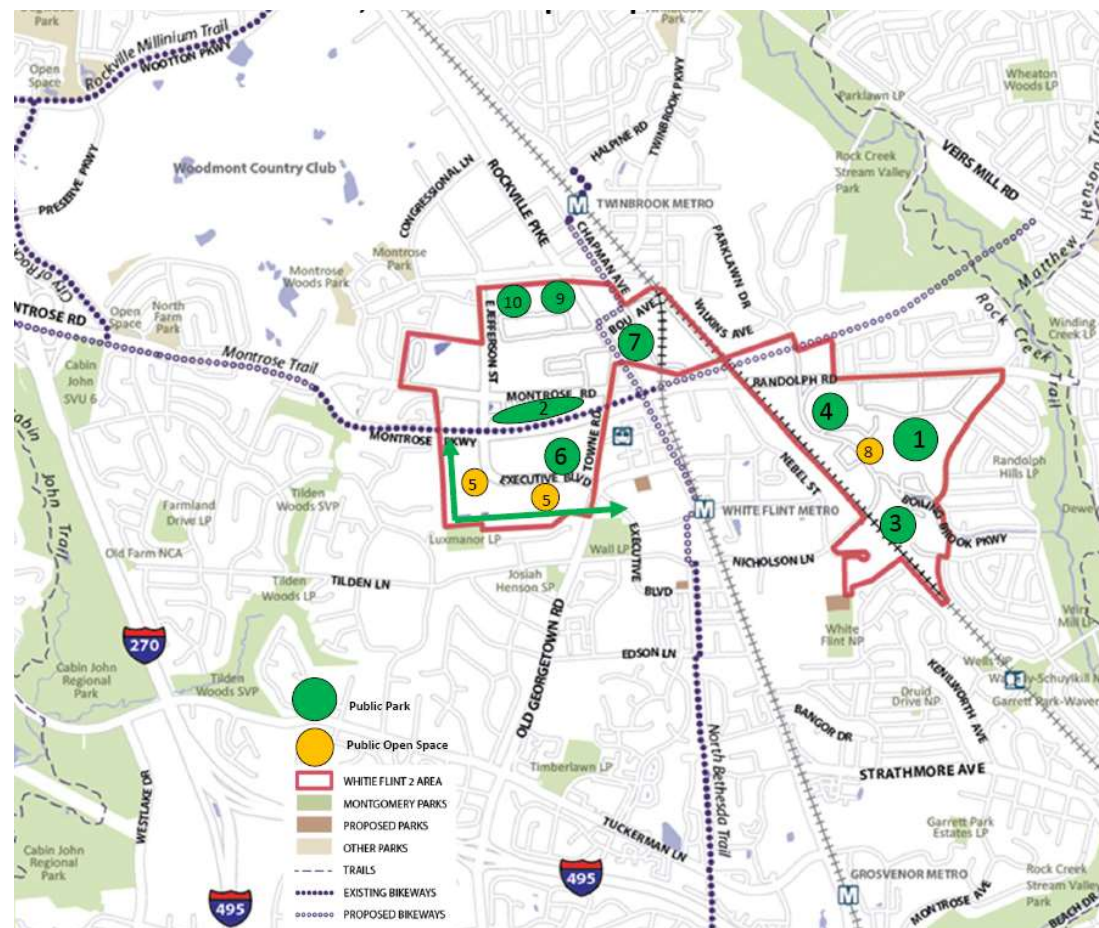 Park
Rockville Millinium Trail
WOOTTON PKWY
Open
Space
Woodmont Country Club
PRESERVE PKWY
CONGRESSIONAL LN
ROCKVILLE PIKE
HALPINE RD
TWINBROOK PKWY
M TWINBROOK METRO
CHAPMAN AVE
PARKLAWN DR
Parklawn LP
Wheaton
Woods LP
VEIRS MILL RD
Rock Creek
Stream Valley
Park
Matthew Henson
Rock Creek
Trail
Winding
Creek LP
Montrose
Park
Montrose
Woods Park
North
Farm
Park
Open
Space
Montrose Trail
Cabin
John
SVU 6
E JEFFERSON ST
10
9
BOU AVE
7
WILKINS AVE
MONTROSE RD
2
RANDOLPH RD
4
1
8
MONTROSE PKWY
6
TOWNE RD
EXECUTIVE BLVD
5
5
NEBEL ST
3
BOILING BROOK PKWY
Randolph
Hills LP
M WHITE FLINT METRO
Cabin
John
Trail
Farmland
Drive LP
Tilden
Woods SVP
Old Farm NCA
Luxmanor LP
Wall LP
EXECUTIVE
BLVD
NICHOLSON LN
Tilden
Woods LP
TILDEN LN
Josiah
Henson SP
White
Flint NP
270
EDSON LN
OLD GEORGETOWN RD
Cabin John
Regional
Park
Tilden
Woods SVP
Wells NP
Garrett Park-Waver
Druid
Drive NP
KENILWORTH AVE
BANGOR DR
STRATHMORE AVE
North Bethesda Trail
Timberlawn LP
TUCKERMAN LN
WESTLAKE DR
Cabin John
Regional
Park
495
495
Garrett Park
Estates LP
GROSVENOR METRO
M
MONTROSE AVE
Rock Creek
Stream Valley
Park
BEACH DR
Public Park
Public Open Space
WHITIE FLINT 2 AREA
MONTGOMERY PARKS
PROPOSED PARKS
OTHER PARKS
TRAILS
EXISTING BIKEWAYS
PROPOSED BIKEWAYS